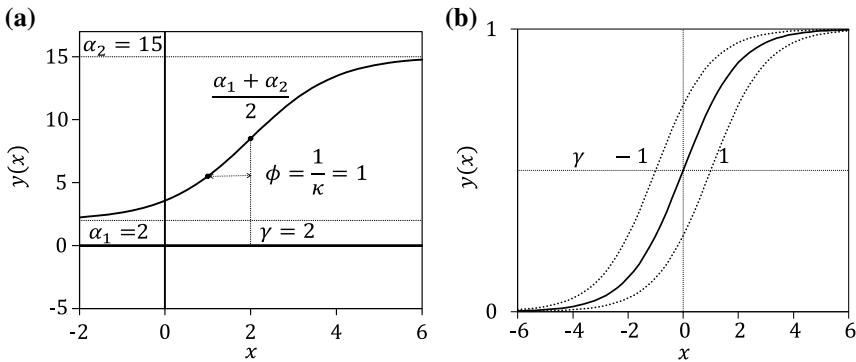 (a)
α₂ = 15
15
α₁ + α₂
2
10
y(x)
ϕ = 1/κ = 1
5
α₁ =2
γ = 2
0
-5
-2 0 2 4 6
x
(b)
1
y(x)
γ −1 1
0
-6 -4 -2 0 2 4 6
x